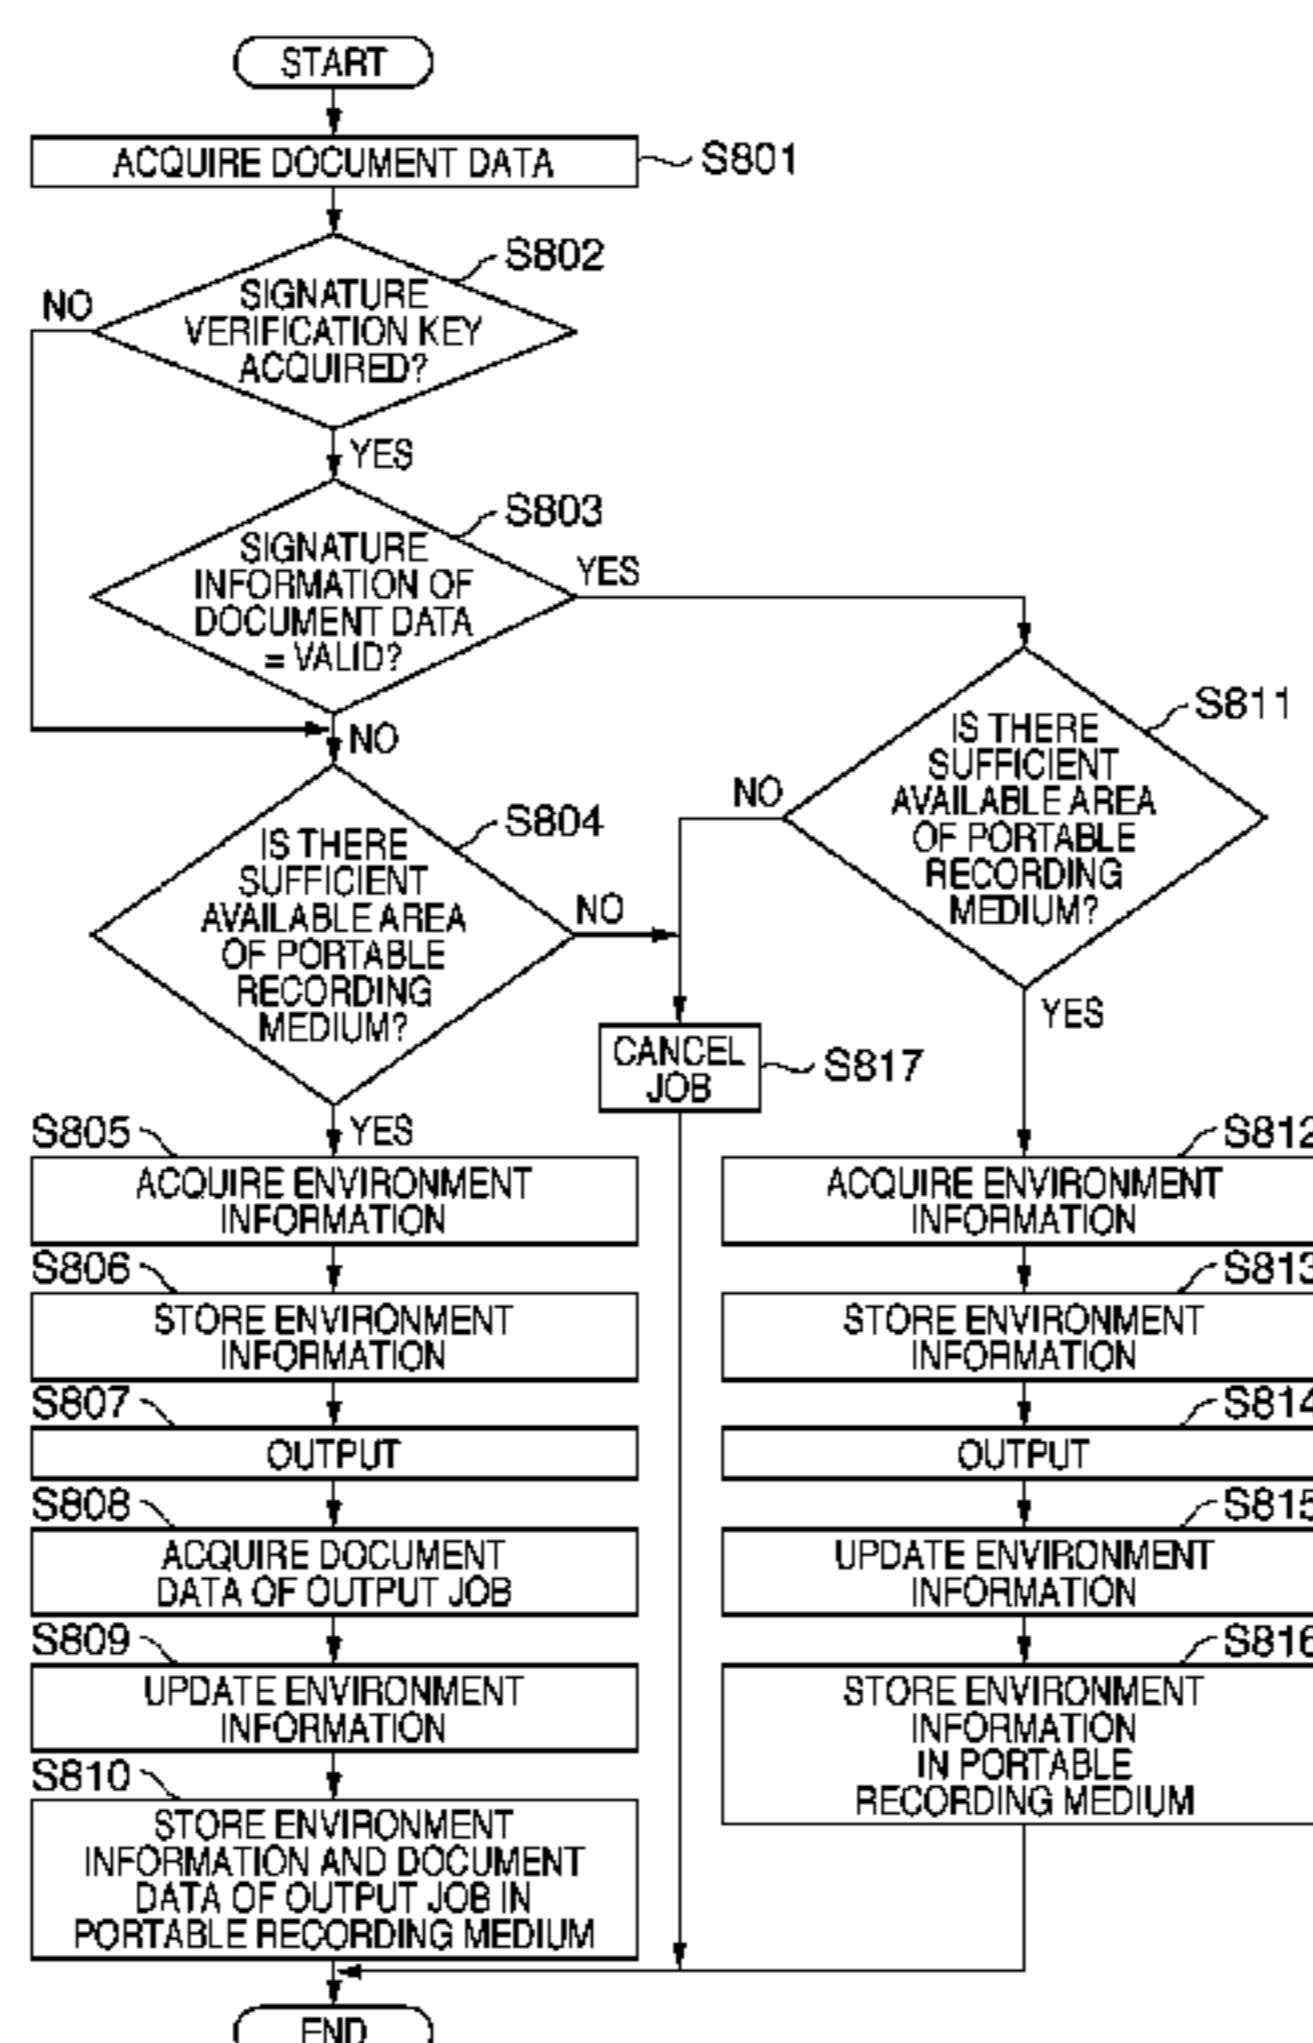 START
ACQUIRE DOCUMENT DATA
S801
S802
SIGNATURE
VERIFICATION KEY
ACQUIRED?
NO
YES
S803
SIGNATURE
INFORMATION OF
DOCUMENT DATA
= VALID?
YES
NO
S804
IS THERE
SUFFICIENT
AVAILABLE AREA
OF PORTABLE
RECORDING
MEDIUM?
NO
YES
S811
IS THERE
SUFFICIENT
AVAILABLE AREA
OF PORTABLE
RECORDING
MEDIUM?
NO
YES
CANCEL
JOB
S817
S805
ACQUIRE ENVIRONMENT
INFORMATION
S806
STORE ENVIRONMENT
INFORMATION
S807
OUTPUT
S808
ACQUIRE DOCUMENT
DATA OF OUTPUT JOB
S809
UPDATE ENVIRONMENT
INFORMATION
S810
STORE ENVIRONMENT
INFORMATION AND DOCUMENT
DATA OF OUTPUT JOB IN
PORTABLE RECORDING MEDIUM
S812
ACQUIRE ENVIRONMENT
INFORMATION
S813
STORE ENVIRONMENT
INFORMATION
S814
OUTPUT
S815
UPDATE ENVIRONMENT
INFORMATION
S816
STORE ENVIRONMENT
INFORMATION
IN PORTABLE
RECORDING MEDIUM
END